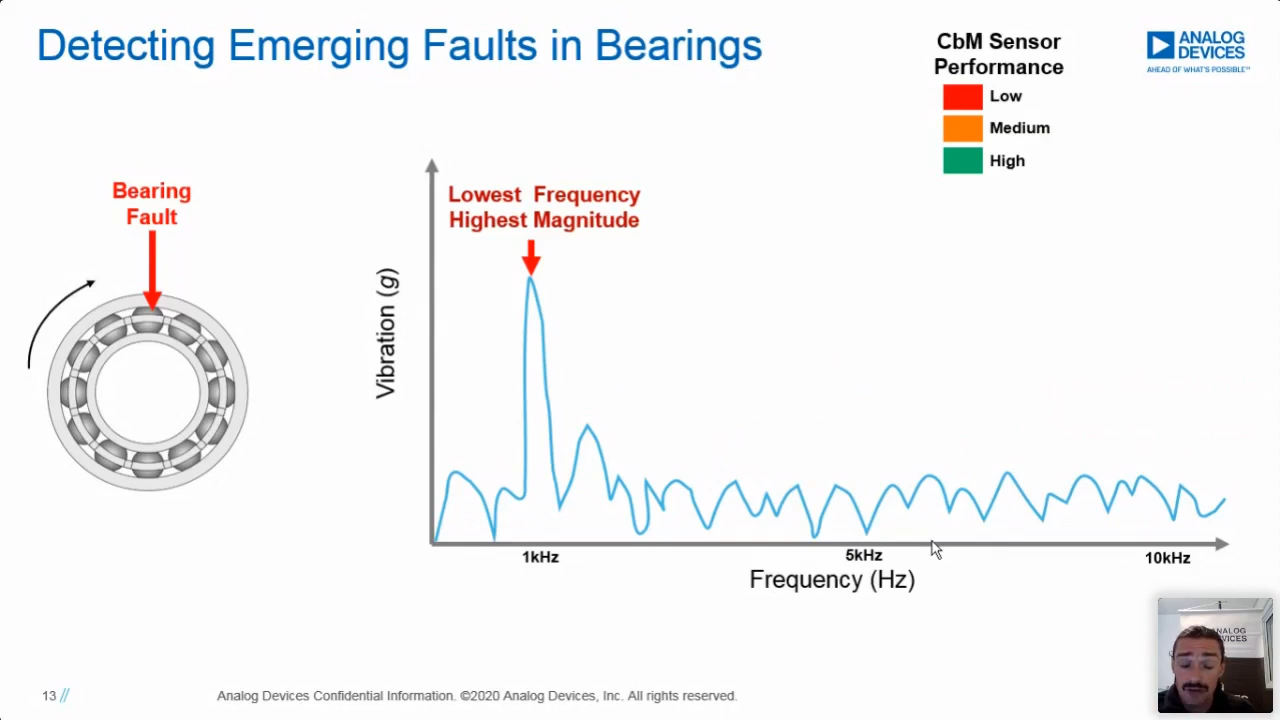 Detecting Emerging Faults in Bearings
CbM Sensor
Performance
Low
Medium
High
ANALOG
DEVICES
AHEAD OF WHAT'S POSSIBLE™
Bearing
Fault
Lowest Frequency
Highest Magnitude
Vibration (g)
1kHz
5kHz
10kHz
Frequency (Hz)
13 //
Analog Devices Confidential Information. ©2020 Analog Devices, Inc. All rights reserved.